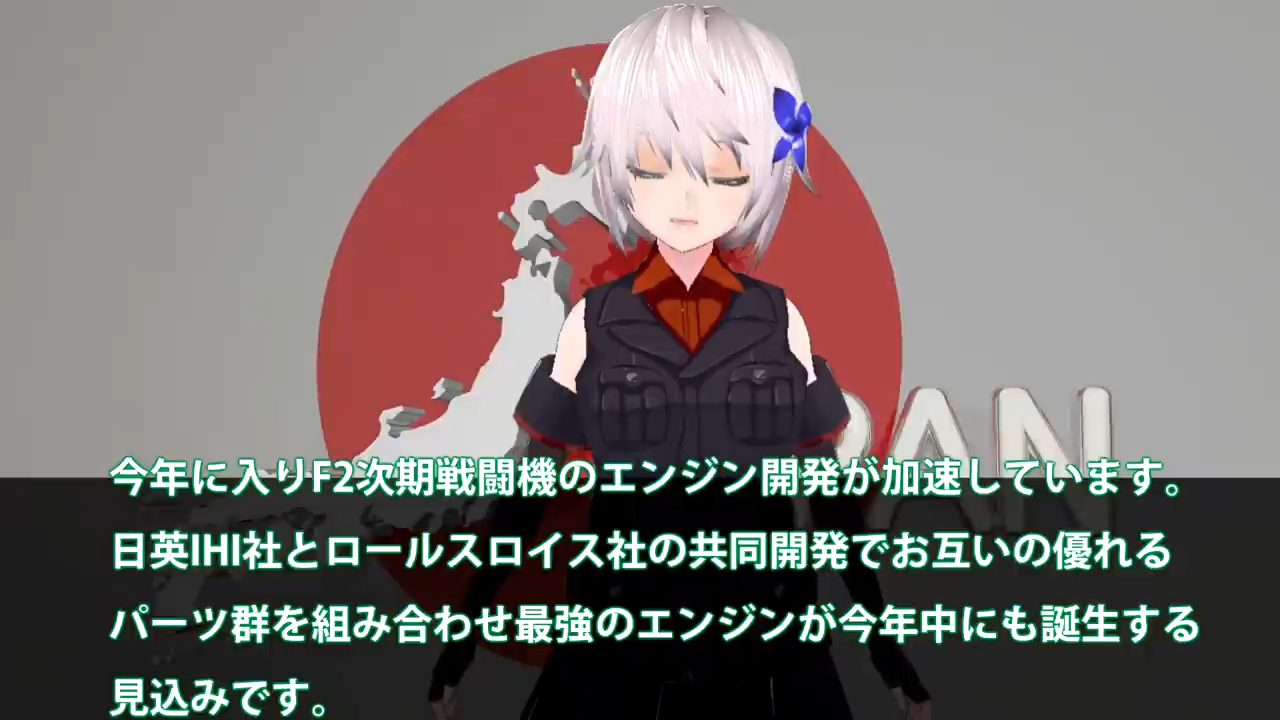 PAN
今年に入りF2次期戦闘機のエンジン開発が加速しています。
日英IHI社とロールスロイス社の共同開発でお互いの優れる
パーツ群を組み合わせ最強のエンジンが今年中にも誕生する
見込みです。